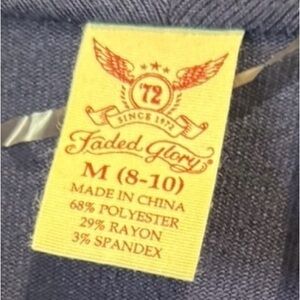 '72
SINCE 1972
Faded Glory®
M (8-10)
MADE IN CHINA
68% POLYESTER
29% RAYON
3% SPANDEX